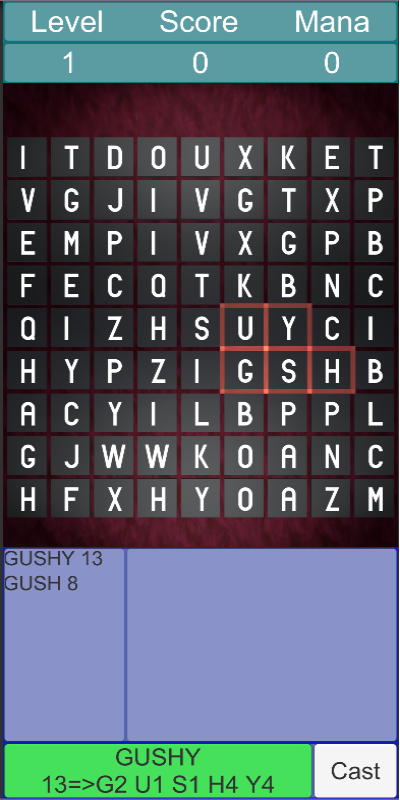 Level Score Mana
1 0 0
I T D O U X K E T
V G J I V G T X P
E M P I V X G P B
F E C Q T K B N C
Q I Z H S U Y C I
H Y P Z I G S H B
A C Y I L B P P L
G J W W K O A N C
H F X H Y O A Z M
GUSHY 13
GUSH 8
GUSHY
13=>G2 U1 S1 H4 Y4
Cast